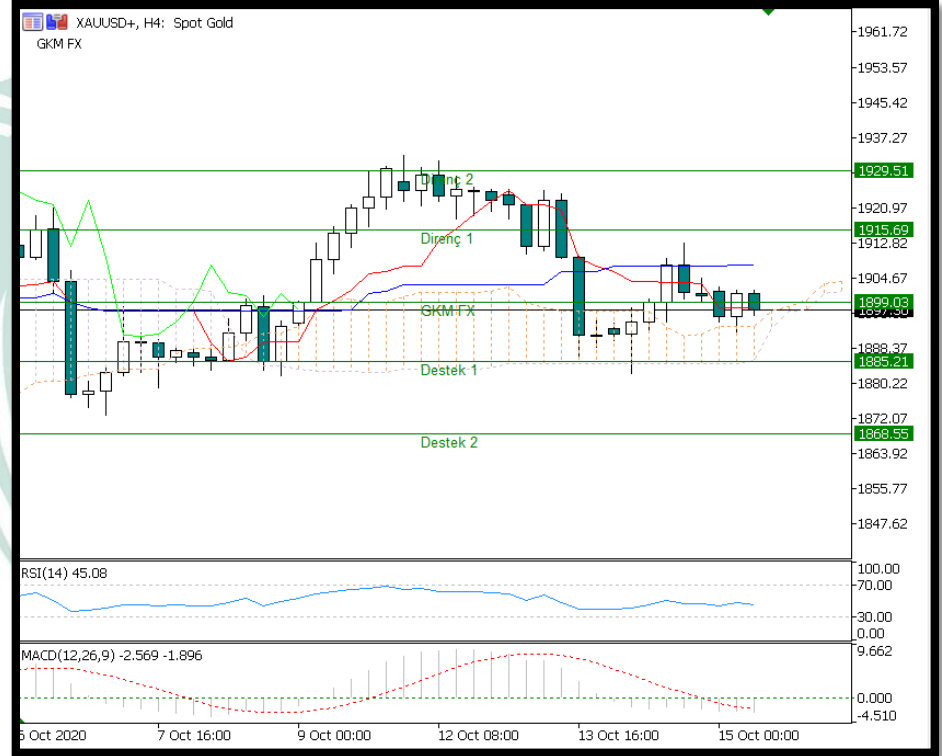 XAUUSD+, H4: Spot Gold
GKM FX
1961.72
1953.57
1945.42
1937.27
1929.51
Direnç 2
1920.97
1915.69
Direnç 1
1912.82
1904.67
1899.03
GKM FX
1888.37
1885.21
Destek 1
1880.22
1872.07
1868.55
Destek 2
1863.92
1855.77
1847.62
RSI(14) 45.08
100.00
70.00
30.00
0.00
MACD(12,26,9) -2.569 -1.896
9.662
0.000
-4.510
5 Oct 2020 7 Oct 16:00 9 Oct 00:00 12 Oct 08:00 13 Oct 16:00 15 Oct 00:00